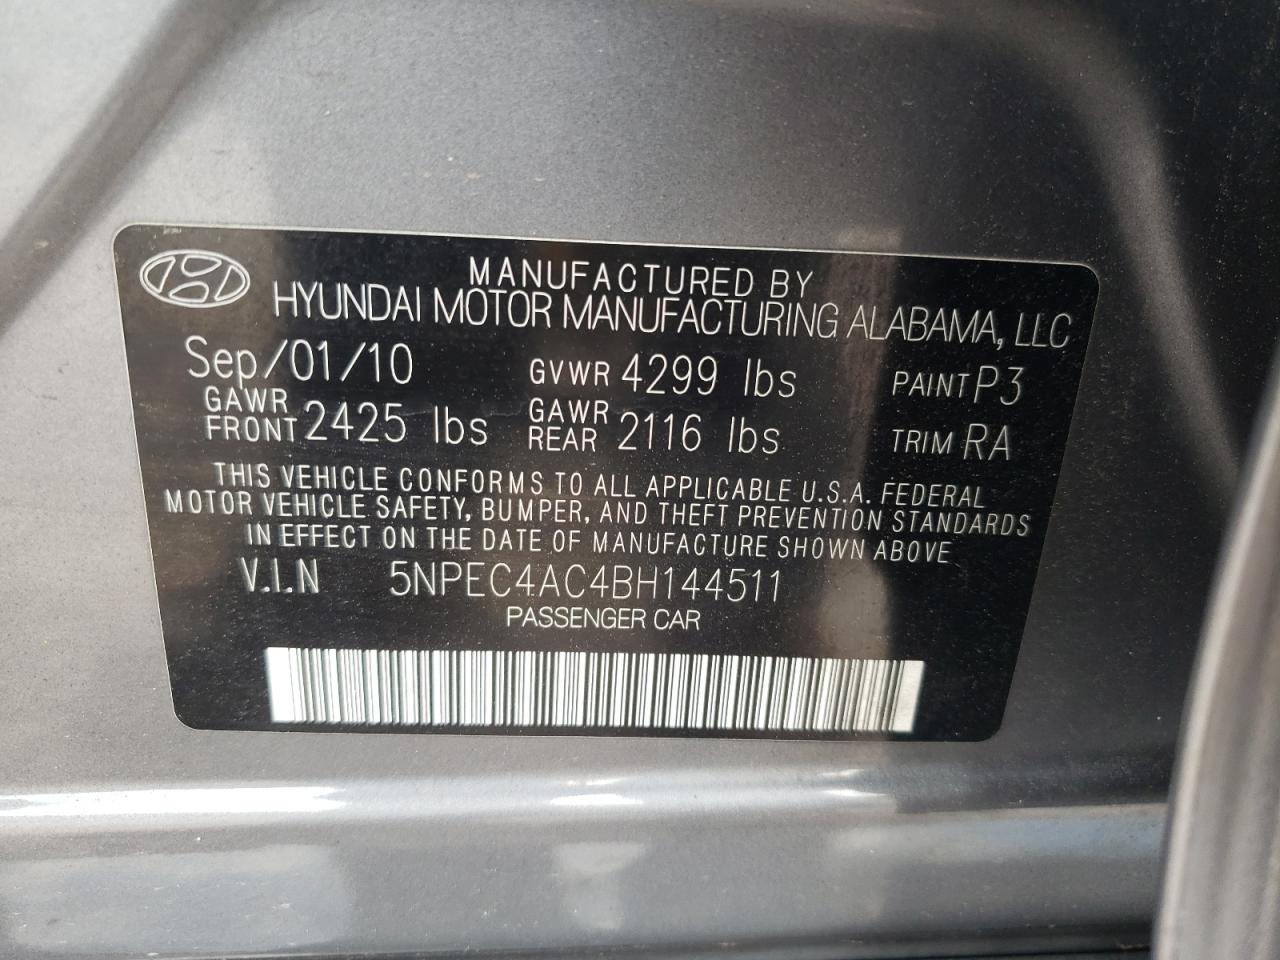 MANUFACTURED BY
HYUNDAI MOTOR MANUFACTURING ALABAMA, LLC
Sep/01/10 GVWR 4299 lbs PAINT P3
GAWR FRONT 2425 lbs GAWR REAR 2116 lbs TRIM RA
THIS VEHICLE CONFORMS TO ALL APPLICABLE U.S.A. FEDERAL
MOTOR VEHICLE SAFETY, BUMPER, AND THEFT PREVENTION STANDARDS
IN EFFECT ON THE DATE OF MANUFACTURE SHOWN ABOVE
V.I.N 5NPEC4AC4BH144511
PASSENGER CAR